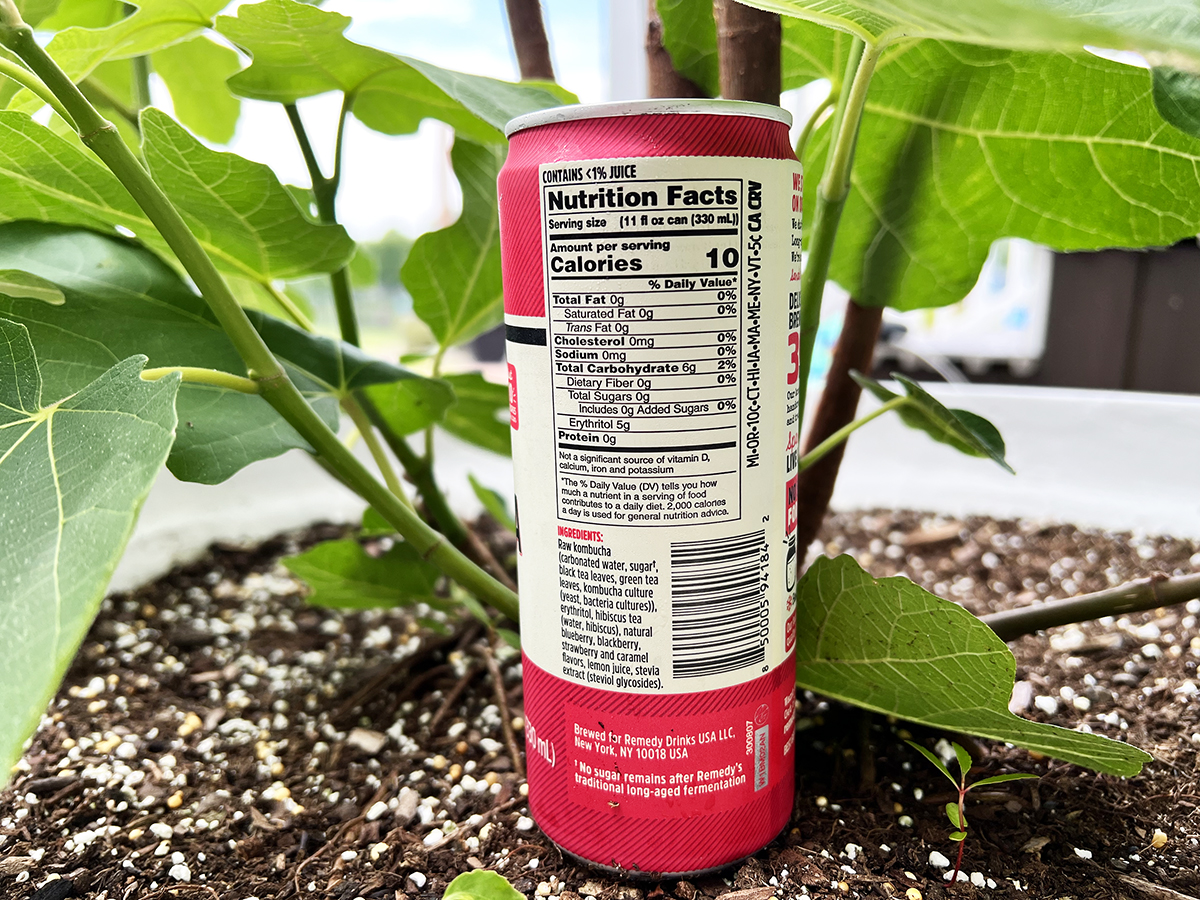 CONTAINS <1% JUICE
Nutrition Facts
Serving size (11 fl oz can (330 mL))
Amount per serving
Calories 10
% Daily Value*
Total Fat 0g 0%
Saturated Fat 0g 0%
Trans Fat 0g
Cholesterol 0mg 0%
Sodium 0mg 0%
Total Carbohydrate 6g 2%
Dietary Fiber 0g 0%
Total Sugars 0g
Includes 0g Added Sugars 0%
Erythritol 5g
Protein 0g
Not a significant source of vitamin D,
calcium, iron and potassium
*The % Daily Value (DV) tells you how
much a nutrient in a serving of food
contributes to a daily diet. 2,000 calories
a day is used for general nutrition advice.
MI•OR•10c•CT•HI•IA•MA•ME•NY•VT•5c CA CRV
INGREDIENTS:
Raw kombucha
(carbonated water, sugar†,
black tea leaves, green tea
leaves, kombucha culture
(yeast, bacteria cultures)),
erythritol, hibiscus tea
(water, hibiscus), natural
blueberry, blackberry,
strawberry and caramel
flavors, lemon juice, stevia
extract (steviol glycosides).
8 50005 94184 2
mL)
Brewed for Remedy Drinks USA LLC,
New York, NY 10018 USA
† No sugar remains after Remedy's
traditional long-aged fermentation
300807
WE
ON
3